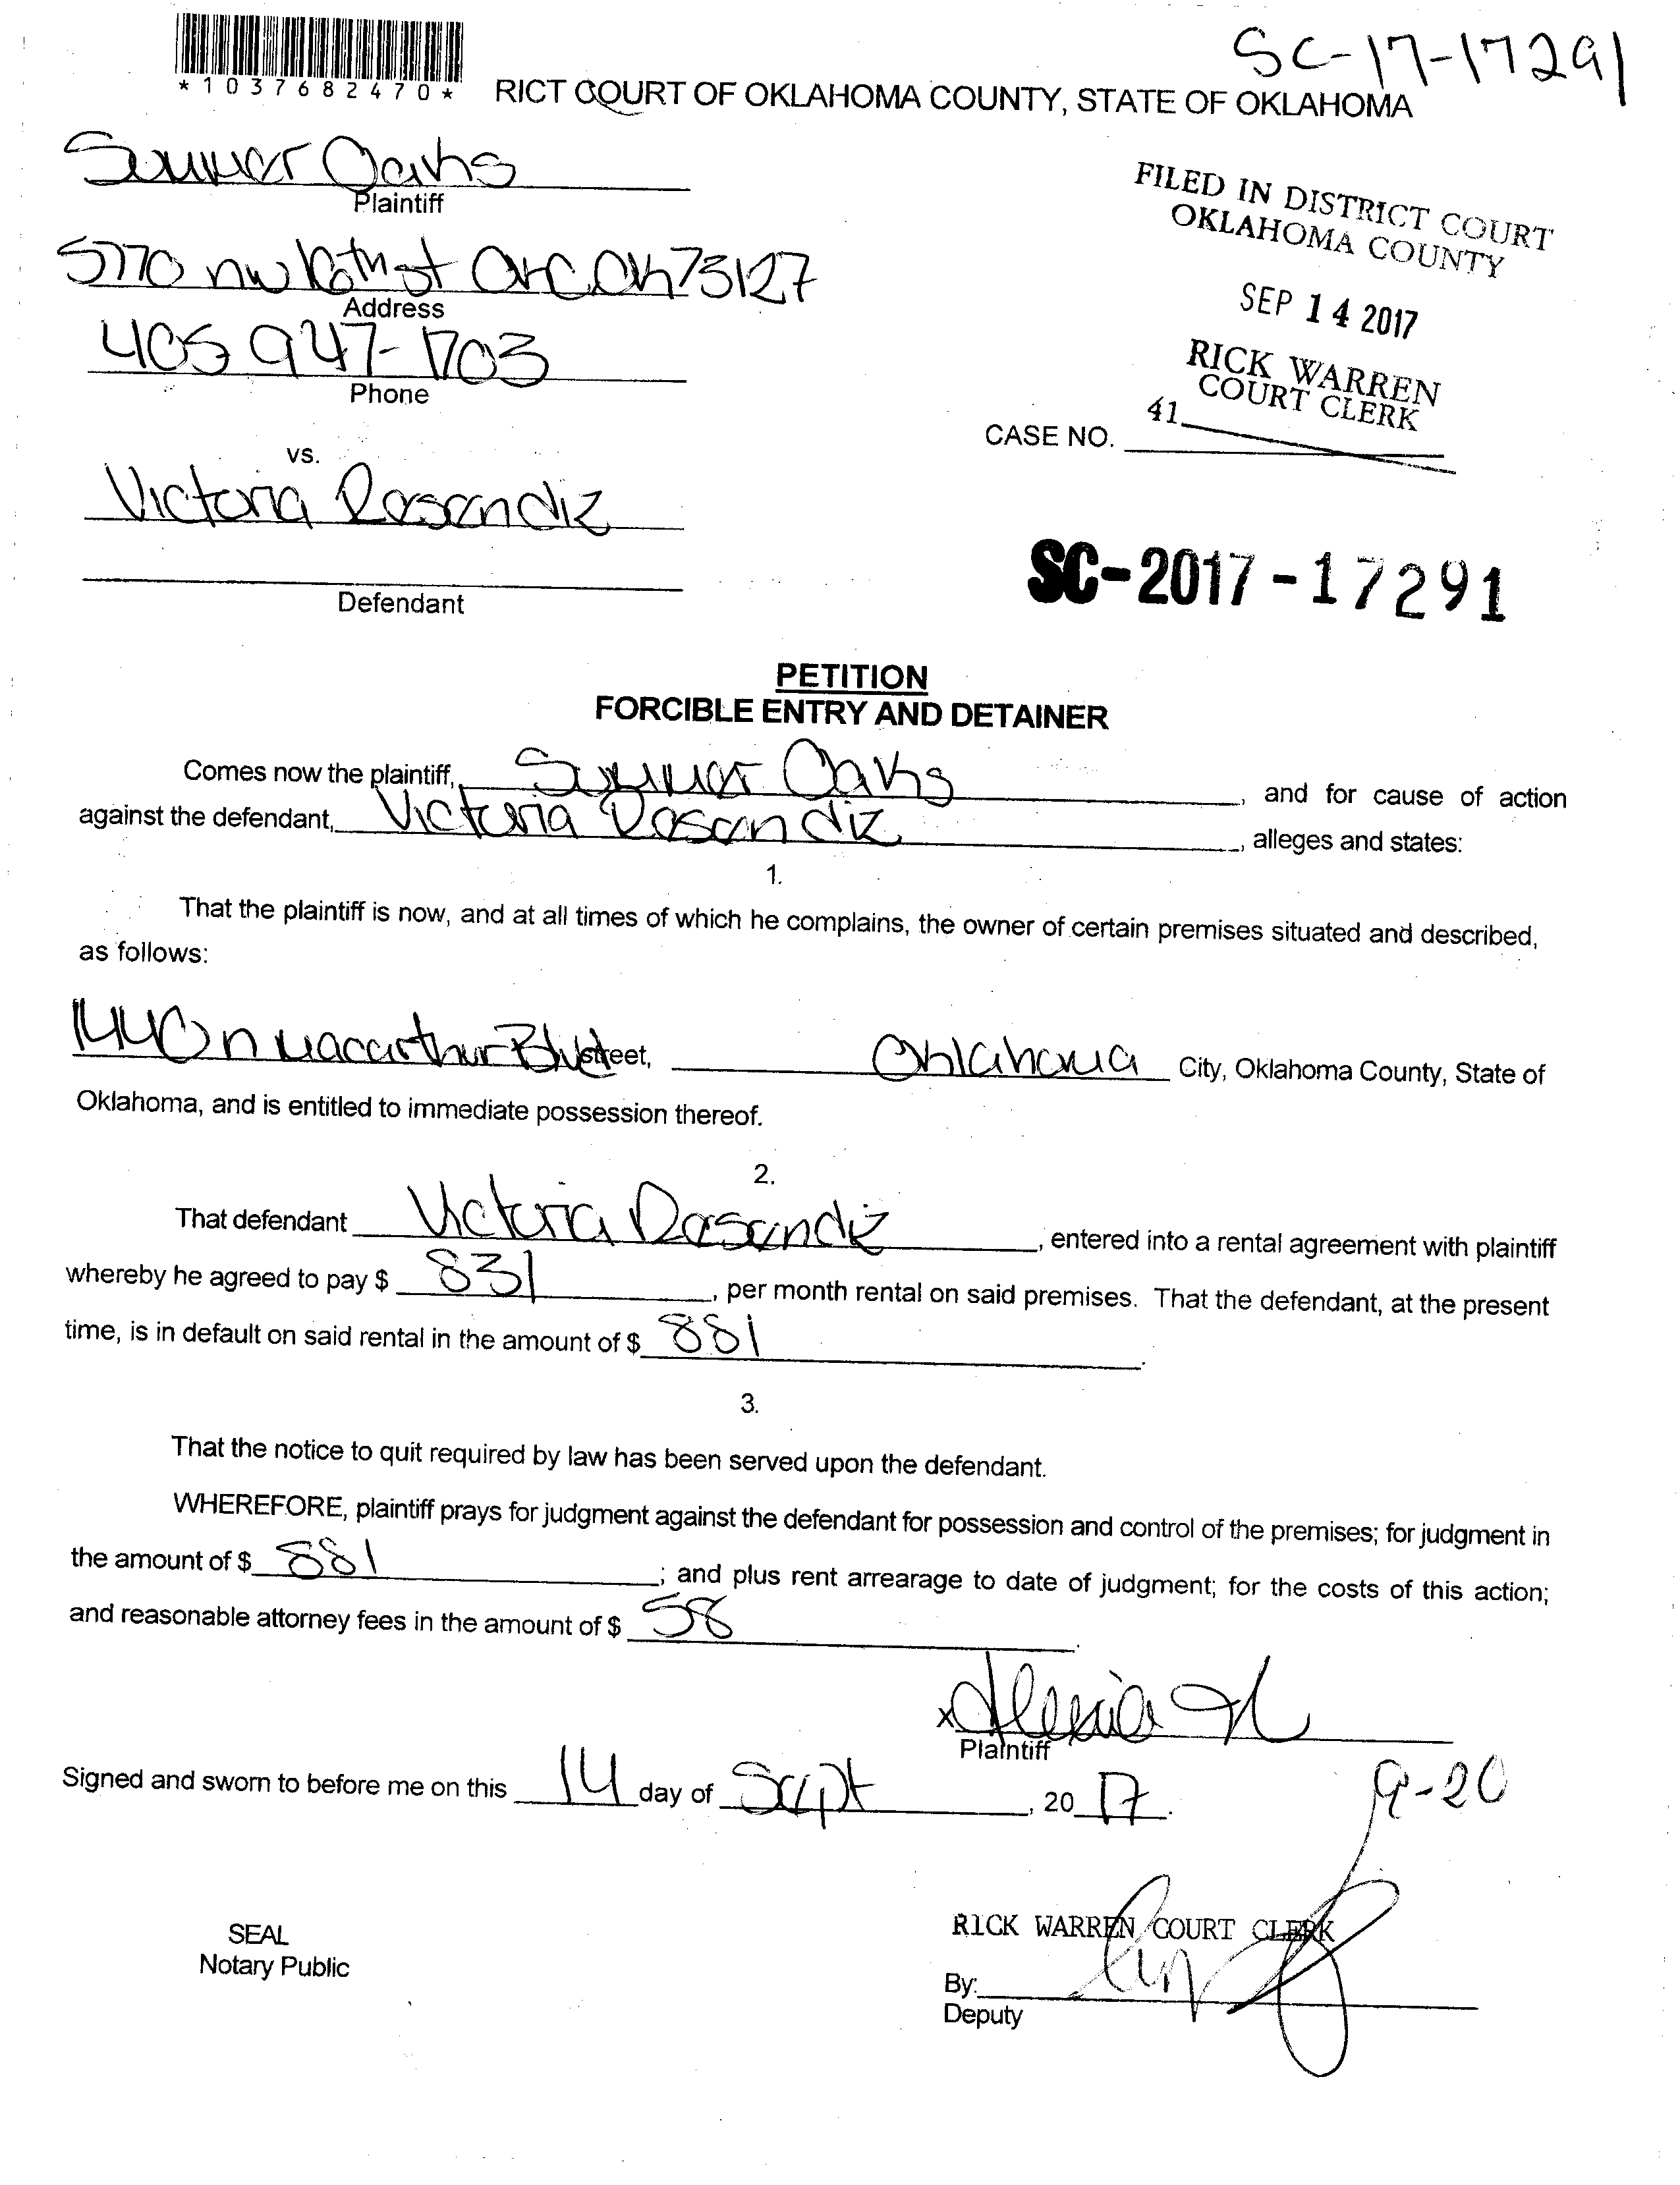 SC-17-17291
*1037682470*
RICT COURT OF OKLAHOMA COUNTY, STATE OF OKLAHOMA
Summer Oaks
Plaintiff
FILED IN DISTRICT COURT
OKLAHOMA COUNTY
5770 nw 16th st OKC OK 73127
Address
SEP 14 2017
405 947-1703
Phone
RICK WARREN
COURT CLERK
41
CASE NO.
vs.
Victoria Rosendiz
Defendant
SC-2017-17291
PETITION
FORCIBLE ENTRY AND DETAINER
Comes now the plaintiff, Summer Oaks, and for cause of action
against the defendant, Victoria Rosendiz, alleges and states:
1.
That the plaintiff is now, and at all times of which he complains, the owner of certain premises situated and described,
as follows:
1440 n macarthur Blvd street, Oklahoma City, Oklahoma County, State of
Oklahoma, and is entitled to immediate possession thereof.
2.
That defendant Victoria Rosendiz, entered into a rental agreement with plaintiff
whereby he agreed to pay $ 831, per month rental on said premises. That the defendant, at the present
time, is in default on said rental in the amount of $ 881.
3.
That the notice to quit required by law has been served upon the defendant.
WHEREFORE, plaintiff prays for judgment against the defendant for possession and control of the premises; for judgment in
the amount of $ 881; and plus rent arrearage to date of judgment; for the costs of this action;
and reasonable attorney fees in the amount of $ 58.
x
Plaintiff
Signed and sworn to before me on this 14 day of Sept, 20 17.
9-20
SEAL
Notary Public
RICK WARREN COURT CLERK
By:
Deputy